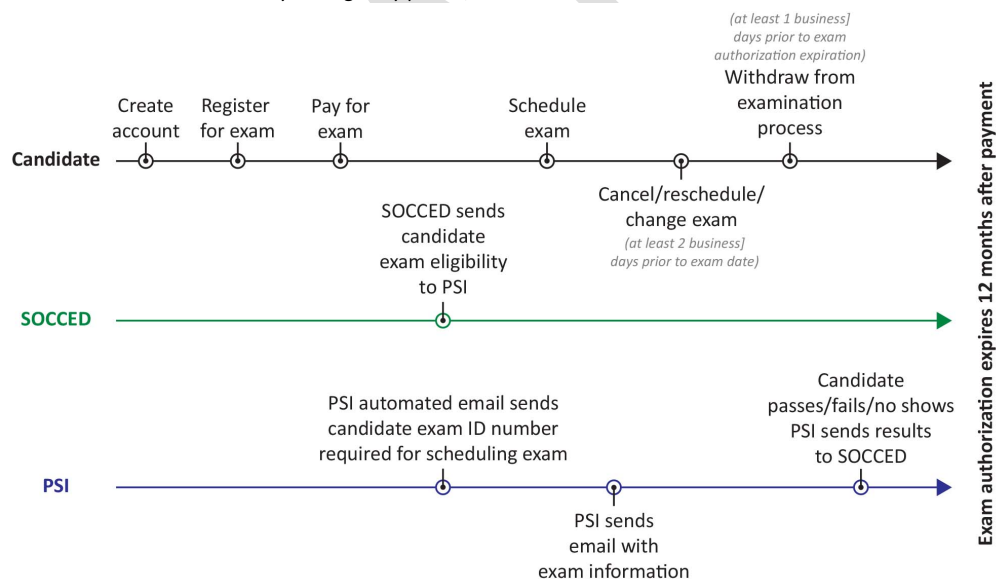 (at least 1 business]
days prior to exam
authorization expiration)
Withdraw from
examination
process
Create
account
Register
for exam
Pay for
exam
Schedule
exam
Candidate
Cancel/reschedule/
change exam
(at least 2 business]
days prior to exam date)
SOCCED sends
candidate
exam eligibility
to PSI
SOCCED
Candidate
passes/fails/no shows
PSI sends results
to SOCCED
PSI automated email sends
candidate exam ID number
required for scheduling exam
PSI
PSI sends
email with
exam information
Exam authorization expires 12 months after payment